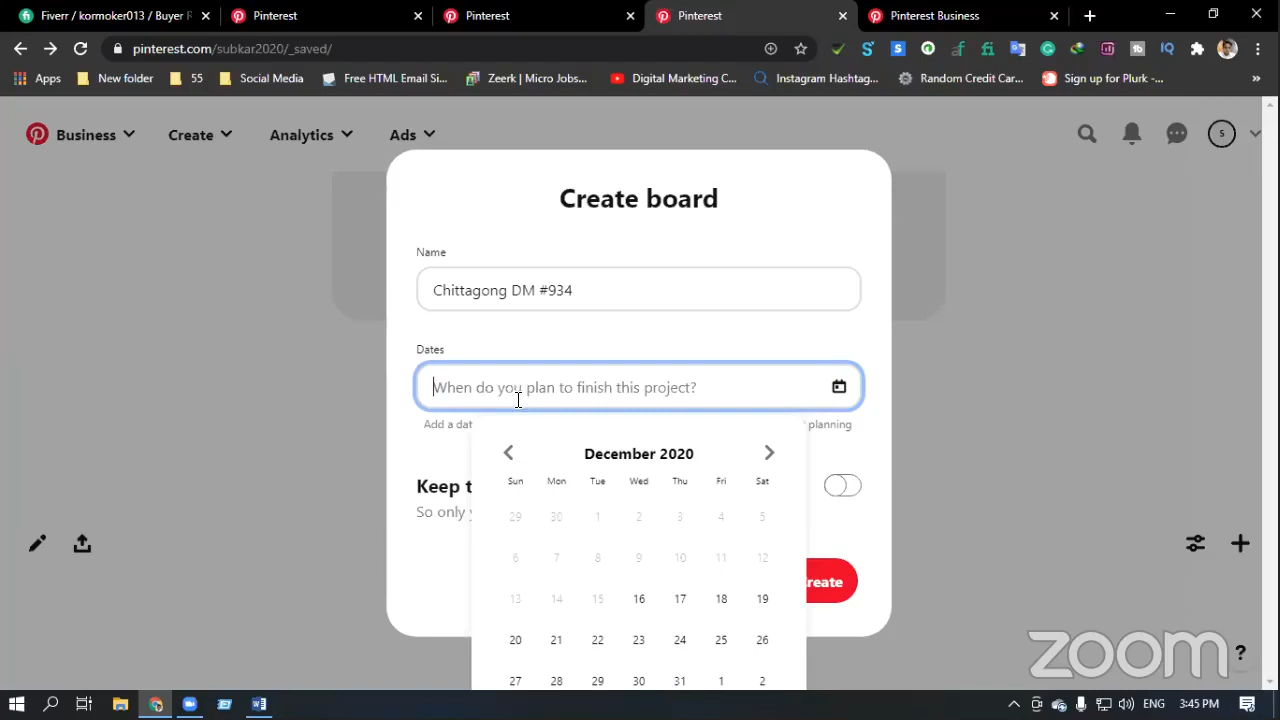 Fiverr / komoker013 / Buyer R
Pinterest
Pinterest
Pinterest
Pinterest Business
pinterest.com/subkar2020/_saved/
Apps
New folder
55
Social Media
Free HTML Email Si...
Zeerk | Micro Jobs...
Digital Marketing C...
Instagram Hashtag...
Random Credit Car...
Sign up for Plurk -...
Business
Create
Analytics
Ads
S
Create board
Name
Chittagong DM #934
Dates
When do you plan to finish this project?
Add a dat
planning
December 2020
Sun Mon Tue Wed Thu Fri Sat
29 30 1 2 3 4 5
6 7 8 9 10 11 12
13 14 15 16 17 18 19
20 21 22 23 24 25 26
27 28 29 30 31 1 2
Keep t
So only y
reate
zoom
?
ENG
3:45 PM